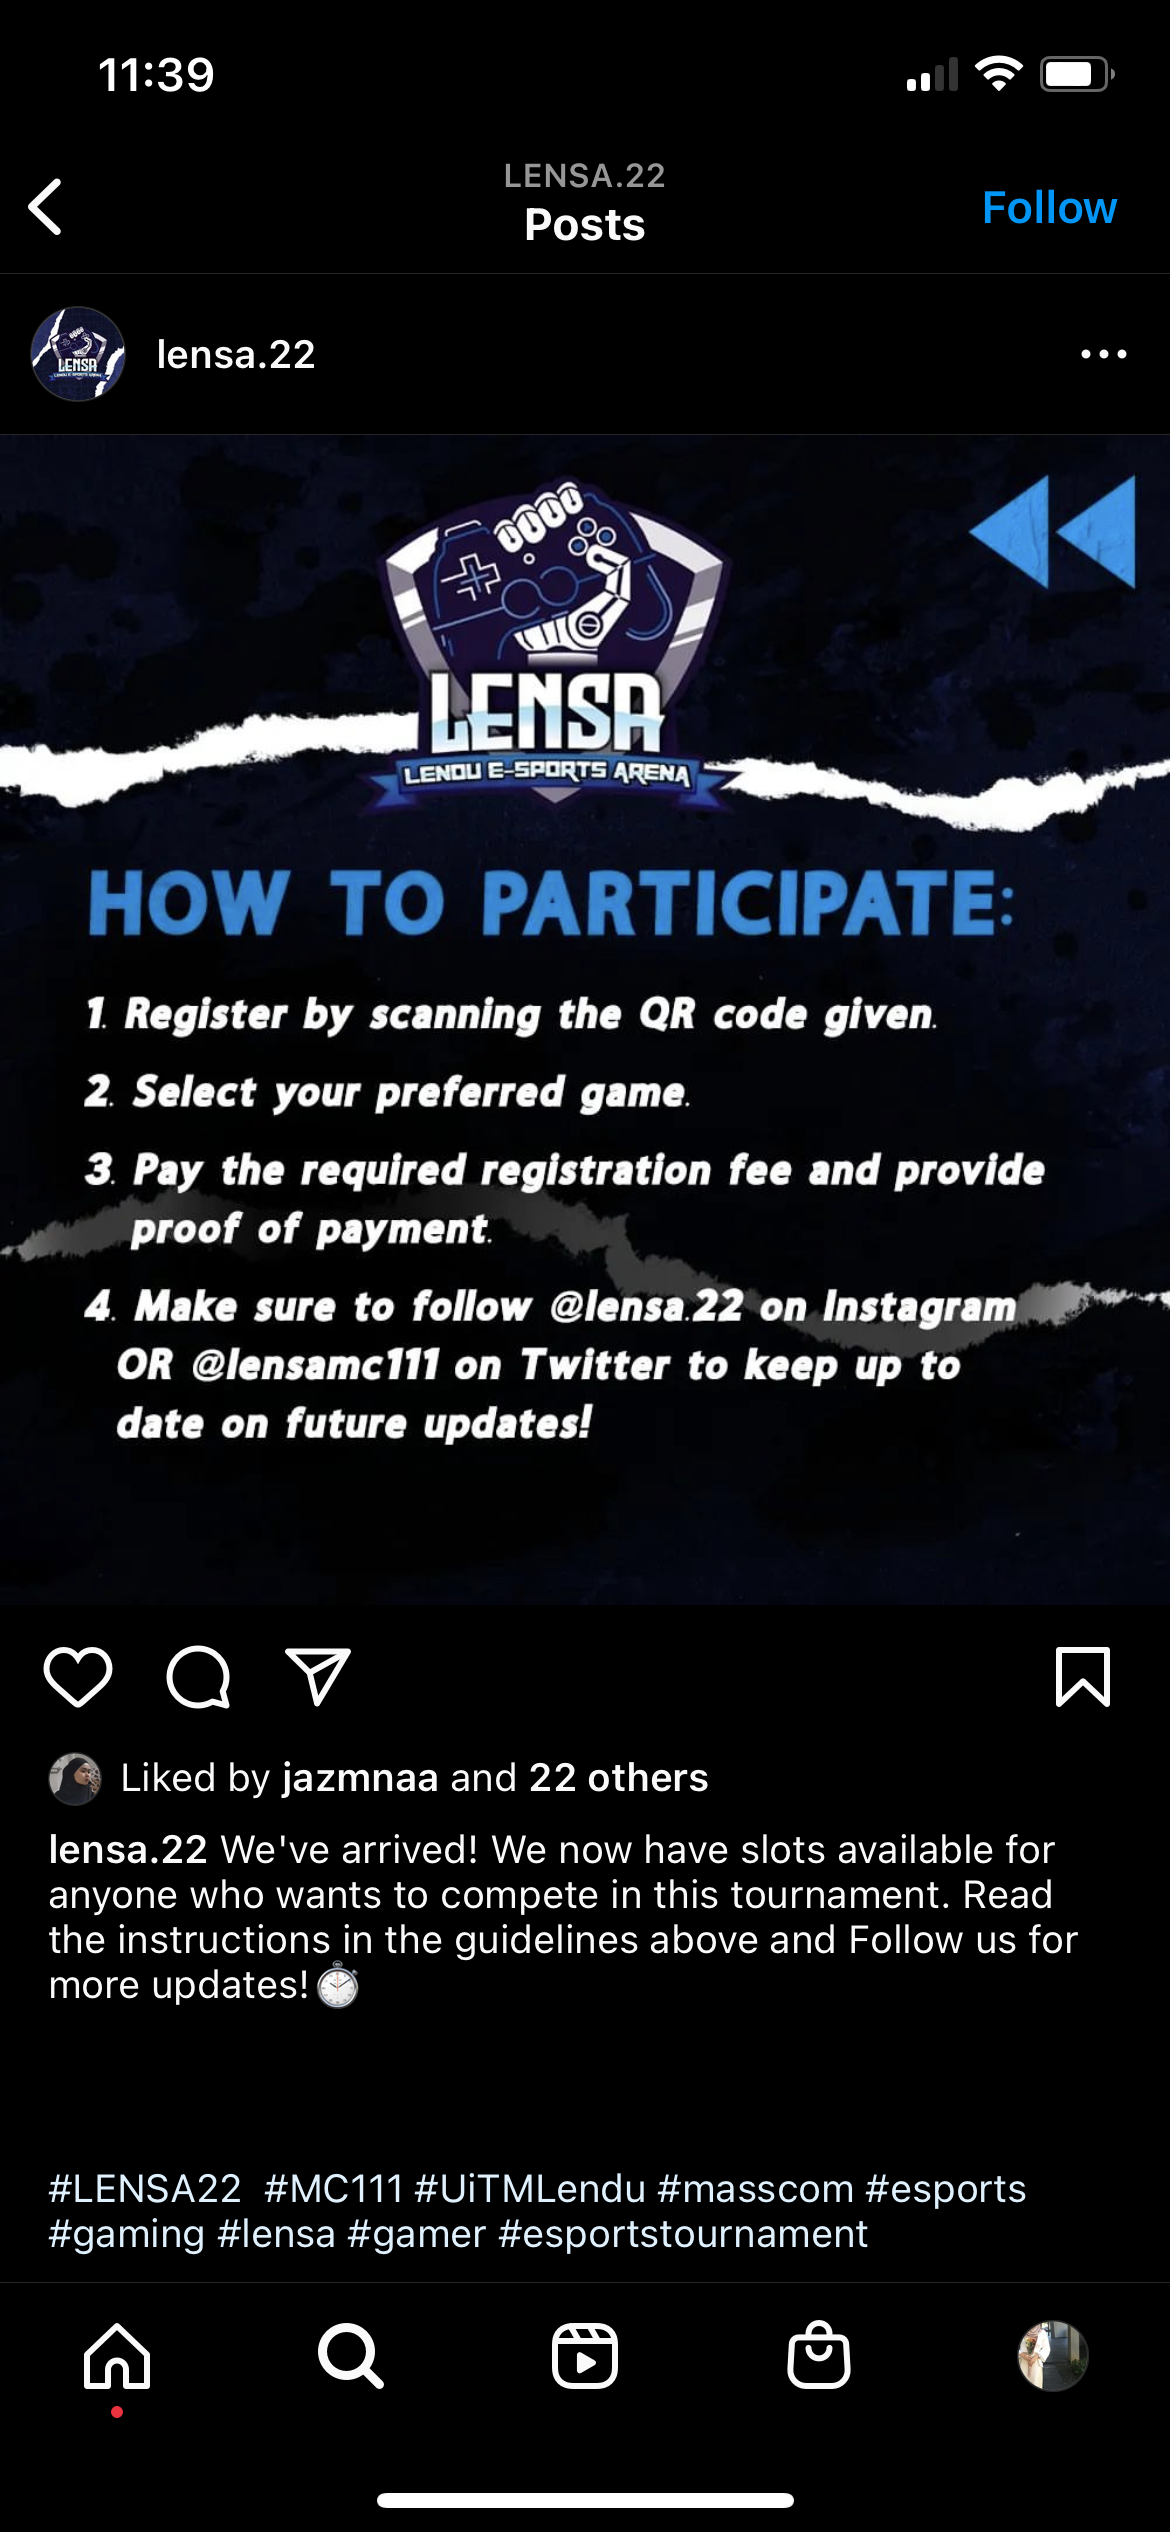 11:39
LENSA.22
Posts
Follow
LENSA
lensa.22
LENSA
LENDU E-SPORTS ARENA
HOW TO PARTICIPATE:
1. Register by scanning the QR code given.
2. Select your preferred game.
3. Pay the required registration fee and provide
proof of payment.
4. Make sure to follow @lensa.22 on Instagram
OR @lensamc111 on Twitter to keep up to
date on future updates!
Liked by jazmnaa and 22 others
lensa.22 We've arrived! We now have slots available for
anyone who wants to compete in this tournament. Read
the instructions in the guidelines above and Follow us for
more updates!⏱
#LENSA22 #MC111 #UiTMLendu #masscom #esports
#gaming #lensa #gamer #esportstournament